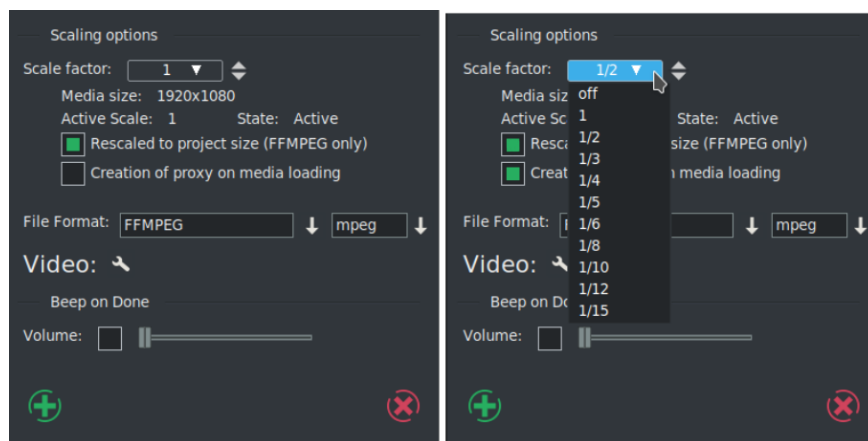 Scaling options
Scale factor: 1
Media size: 1920x1080
Active Scale: 1 State: Active
Rescaled to project size (FFMPEG only)
Creation of proxy on media loading
File Format: FFMPEG mpeg
Video:
Beep on Done
Volume:
Scaling options
Scale factor: 1/2
Media siz
Active Sc State: Active
Resca size (FFMPEG only)
Creat media loading
File Format: mpeg
Video:
Beep on Do
Volume:
off
1
1/2
1/3
1/4
1/5
1/6
1/8
1/10
1/12
1/15